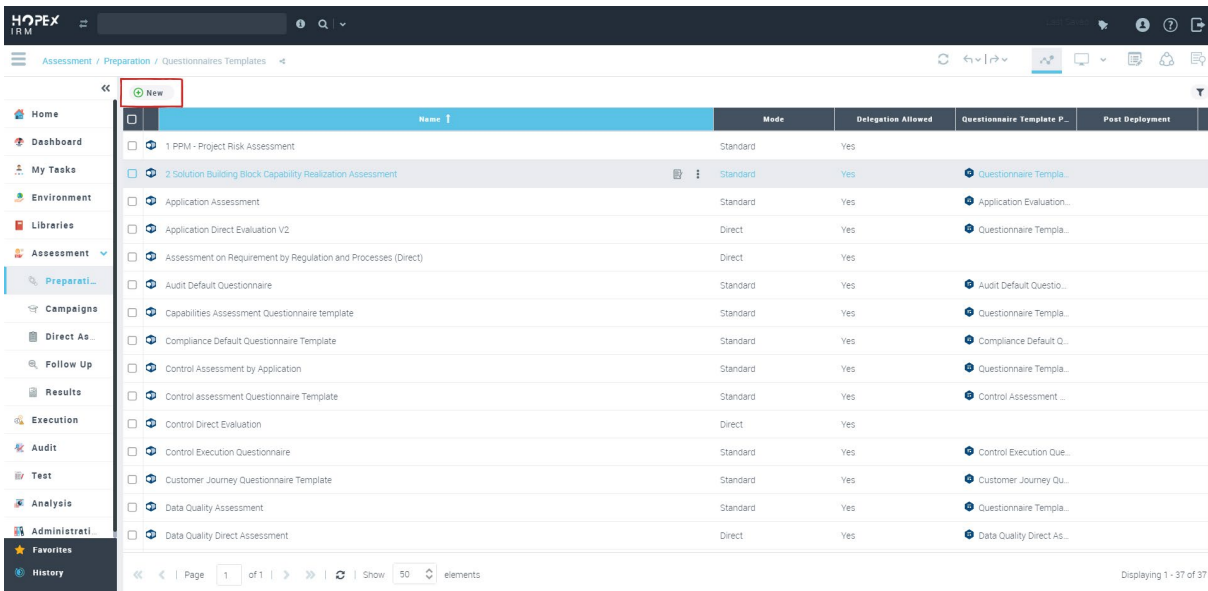 HOPEX
IRM
Assessment / Preparation / Questionnaires Templates
New
Home
Dashboard
My Tasks
Environment
Libraries
Assessment
Preparati...
Campaigns
Direct As...
Follow Up
Results
Execution
Audit
Test
Analysis
Administrati...
Favorites
History
Name Mode Delegation Allowed Questionnaire Template P... Post Deployment
1 PPM - Project Risk Assessment Standard Yes
2 Solution Building Block Capability Realization Assessment Standard Yes Questionnaire Templa...
Application Assessment Standard Yes Application Evaluation...
Application Direct Evaluation V2 Direct Yes Questionnaire Templa...
Assessment on Requirement by Regulation and Processes (Direct) Direct Yes
Audit Default Questionnaire Standard Yes Audit Default Questio...
Capabilities Assessment Questionnaire template Standard Yes Questionnaire Templa...
Compliance Default Questionnaire Template Standard Yes Compliance Default Q...
Control Assessment by Application Standard Yes Questionnaire Templa...
Control assessment Questionnaire Template Standard Yes Control Assessment ...
Control Direct Evaluation Direct Yes
Control Execution Questionnaire Standard Yes Control Execution Que...
Customer Journey Questionnaire Template Standard Yes Customer Journey Qu...
Data Quality Assessment Standard Yes Questionnaire Templa...
Data Quality Direct Assessment Direct Yes Data Quality Direct As...
Page 1 of 1 Show 50 elements Displaying 1 - 37 of 37